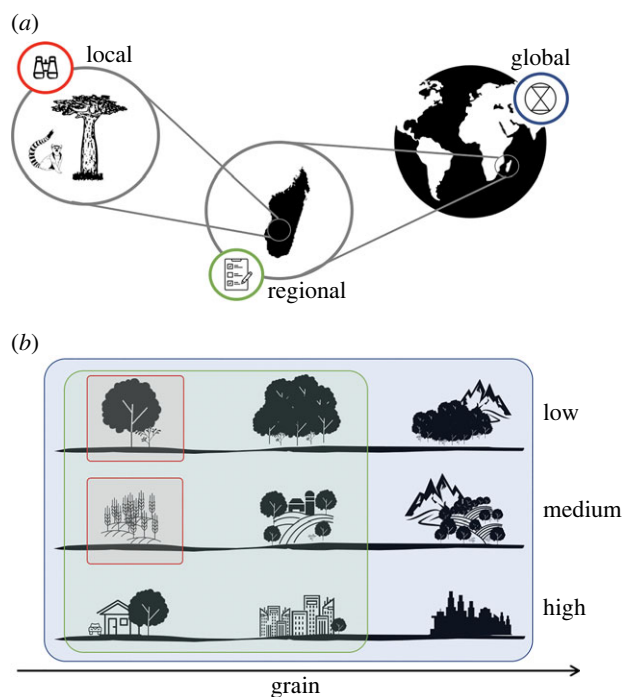 (a)
local
global
regional
(b)
low
medium
high
grain